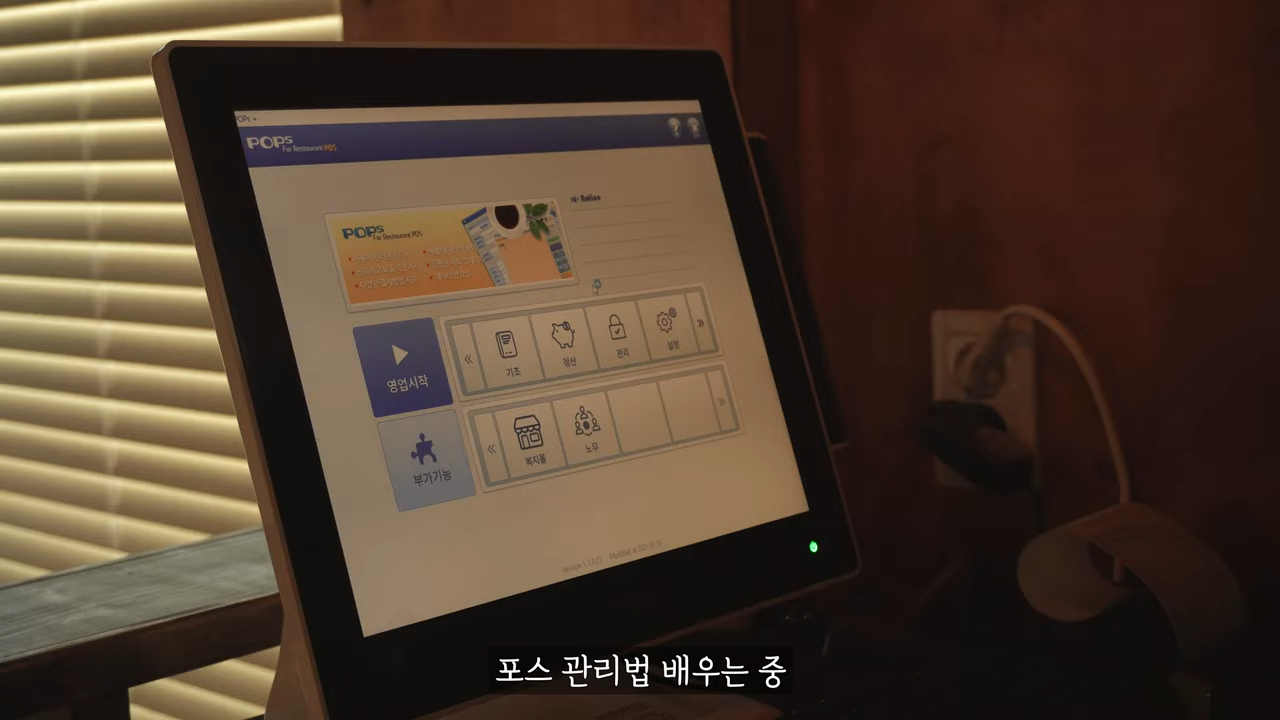 POPs
POPs
For Restaurant POS
POPs
For Restaurant POS
영업시작
기초
정산
관리
설정
부가기능
복지몰
노무
포스 관리법 배우는 중